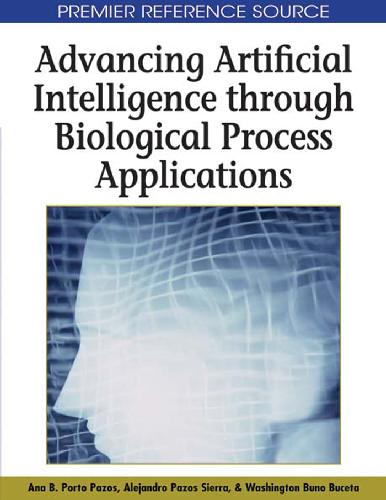 PREMIER REFERENCE SOURCE
Advancing Artificial
Intelligence through
Biological Process
Applications
Ana B. Porto Pazos, Alejandro Pazos Sierra, & Washington Buno Buceta